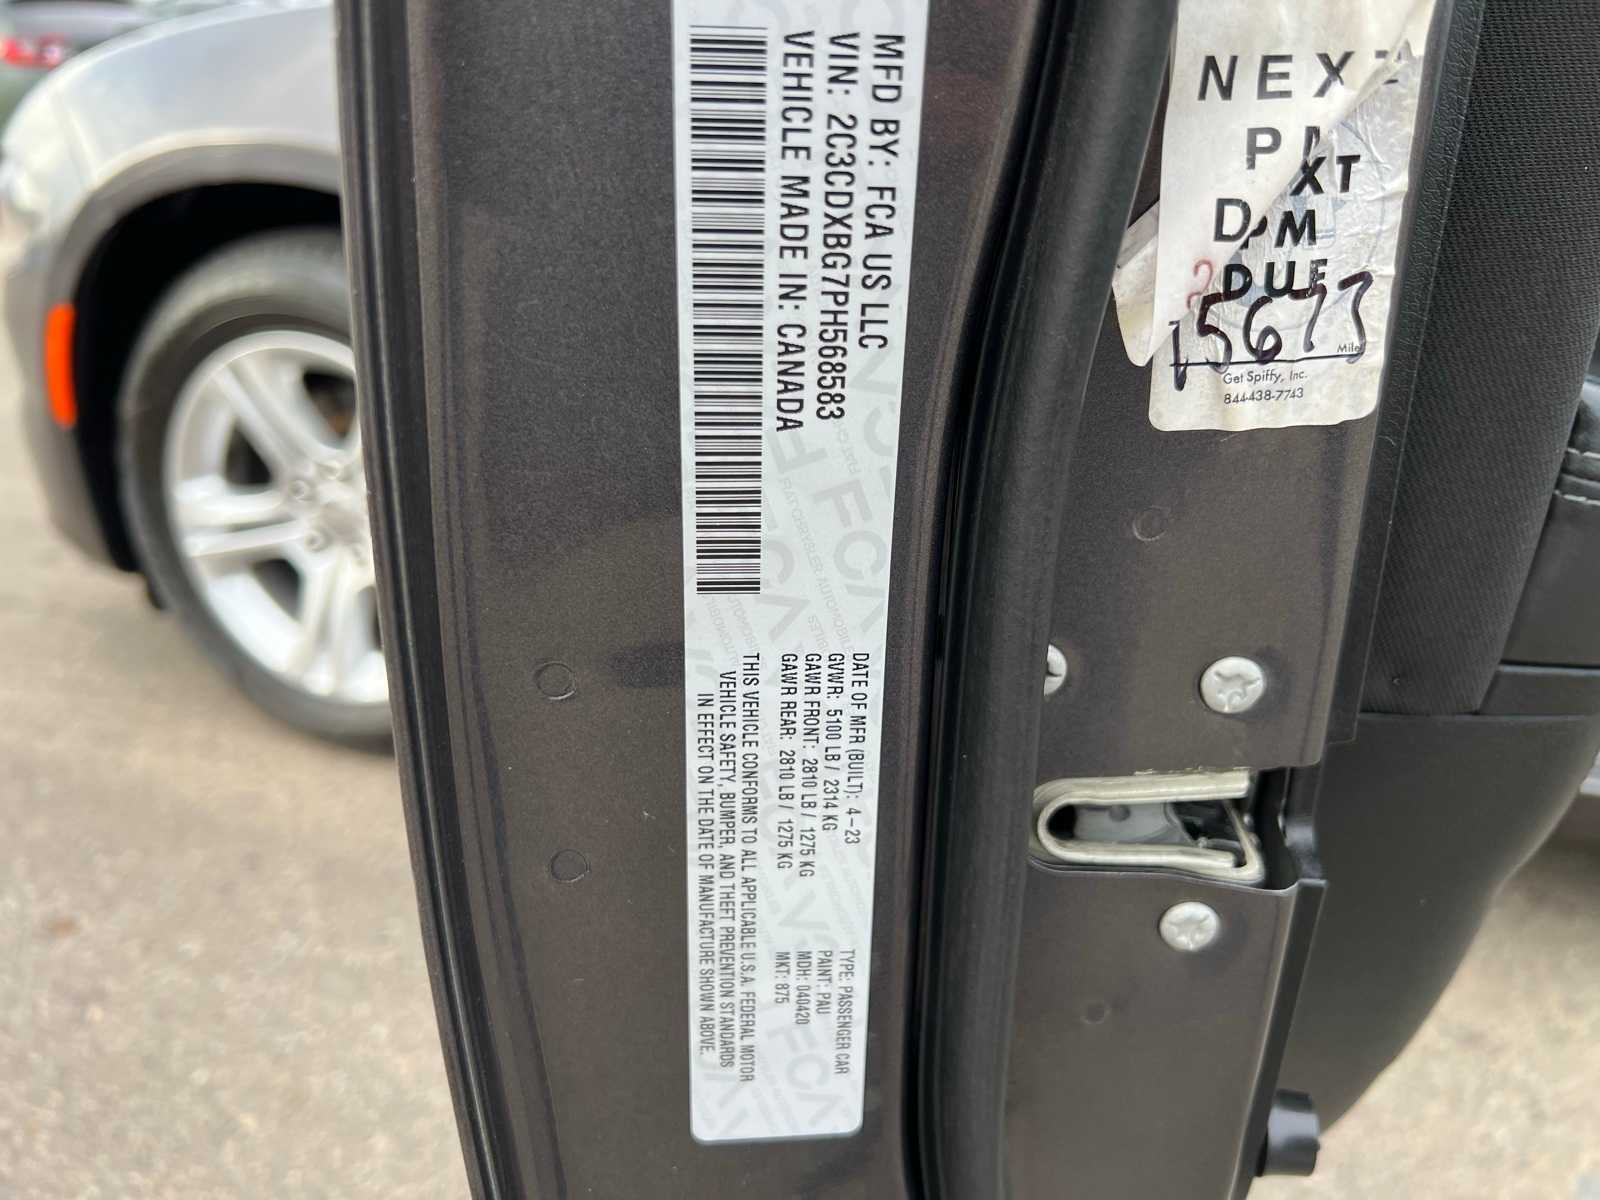 MFD BY: FCA US LLC
VIN: 2C3CDXBG7PH568583
VEHICLE MADE IN: CANADA
DATE OF MFR (BUILT): 4-23
GVWR: 5100 LB / 2314 KG
GAWR FRONT: 2810 LB / 1275 KG
GAWR REAR: 2810 LB / 1275 KG
TYPE: PASSENGER CAR
PAINT: PAU
MDH: 040420
MKT: 875
THIS VEHICLE CONFORMS TO ALL APPLICABLE U.S.A. FEDERAL MOTOR
VEHICLE SAFETY, BUMPER, AND THEFT PREVENTION STANDARDS
IN EFFECT ON THE DATE OF MANUFACTURE SHOWN ABOVE.
NEXT
XT
PM
DUE
15673
Miles
Get Spiffy, Inc.
844-438-7743